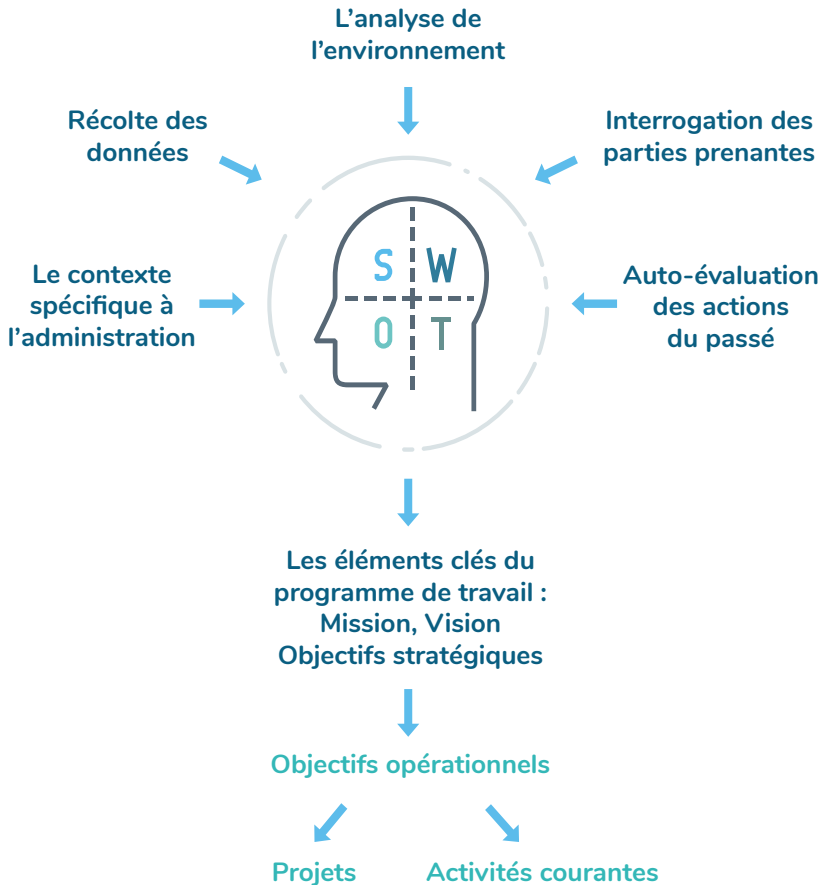 L’analyse de
l’environnement
Récolte des
données
Interrogation des
parties prenantes
Le contexte
spécifique à
l’administration
S W
O T
Auto-évaluation
des actions
du passé
Les éléments clés du
programme de travail :
Mission, Vision
Objectifs stratégiques
Objectifs opérationnels
Projets
Activités courantes